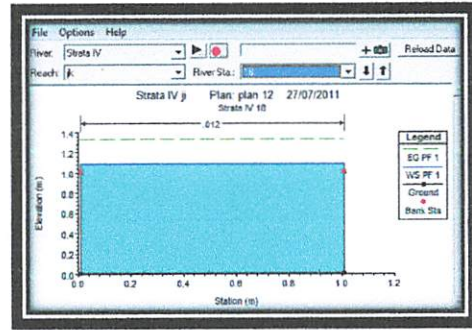 File Options Help
River: Strata IV Reload Data
Reach: River Sta.: 18
Strata IV ji Plan: plan 12 27/07/2011
Strata IV 18
.012
Legend
EG PF 1
WS PF 1
Ground
Bank Sta
Elevation (m)
1.4
1.2
1.0
0.8
0.6
0.4
0.2
0.0
0.0 0.2 0.4 0.6 0.8 1.0 1.2
Station (m)